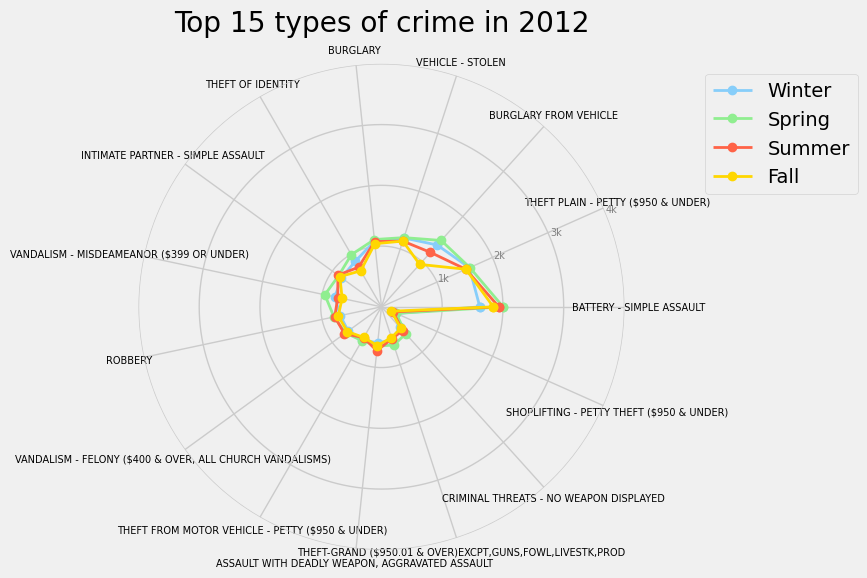 Top 15 types of crime in 2012
BURGLARY
VEHICLE - STOLEN
THEFT OF IDENTITY
BURGLARY FROM VEHICLE
INTIMATE PARTNER - SIMPLE ASSAULT
THEFT PLAIN - PETTY ($950 & UNDER)
VANDALISM - MISDEAMEANOR ($399 OR UNDER)
BATTERY - SIMPLE ASSAULT
ROBBERY
SHOPLIFTING - PETTY THEFT ($950 & UNDER)
VANDALISM - FELONY ($400 & OVER, ALL CHURCH VANDALISMS)
CRIMINAL THREATS - NO WEAPON DISPLAYED
THEFT FROM MOTOR VEHICLE - PETTY ($950 & UNDER)
THEFT-GRAND ($950.01 & OVER)EXCPT,GUNS,FOWL,LIVESTK,PROD
ASSAULT WITH DEADLY WEAPON, AGGRAVATED ASSAULT
1k
2k
3k
4k
Winter
Spring
Summer
Fall